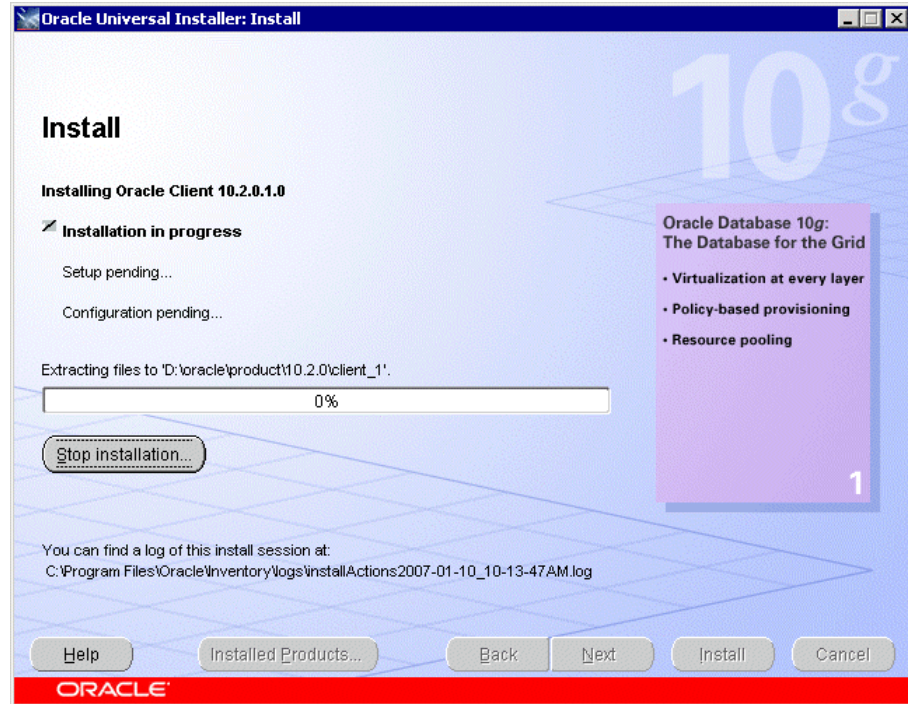 Oracle Universal Installer: Install
10g
Install
Installing Oracle Client 10.2.0.1.0
Installation in progress
Setup pending...
Configuration pending...
Extracting files to 'D:\oracle\product\10.2.0\client_1'.
0%
Stop installation...
Oracle Database 10g:
The Database for the Grid
• Virtualization at every layer
• Policy-based provisioning
• Resource pooling
1
You can find a log of this install session at:
C:\Program Files\Oracle\Inventory\logs\installActions2007-01-10_10-13-47AM.log
Help
Installed Products...
Back
Next
Install
Cancel
ORACLE